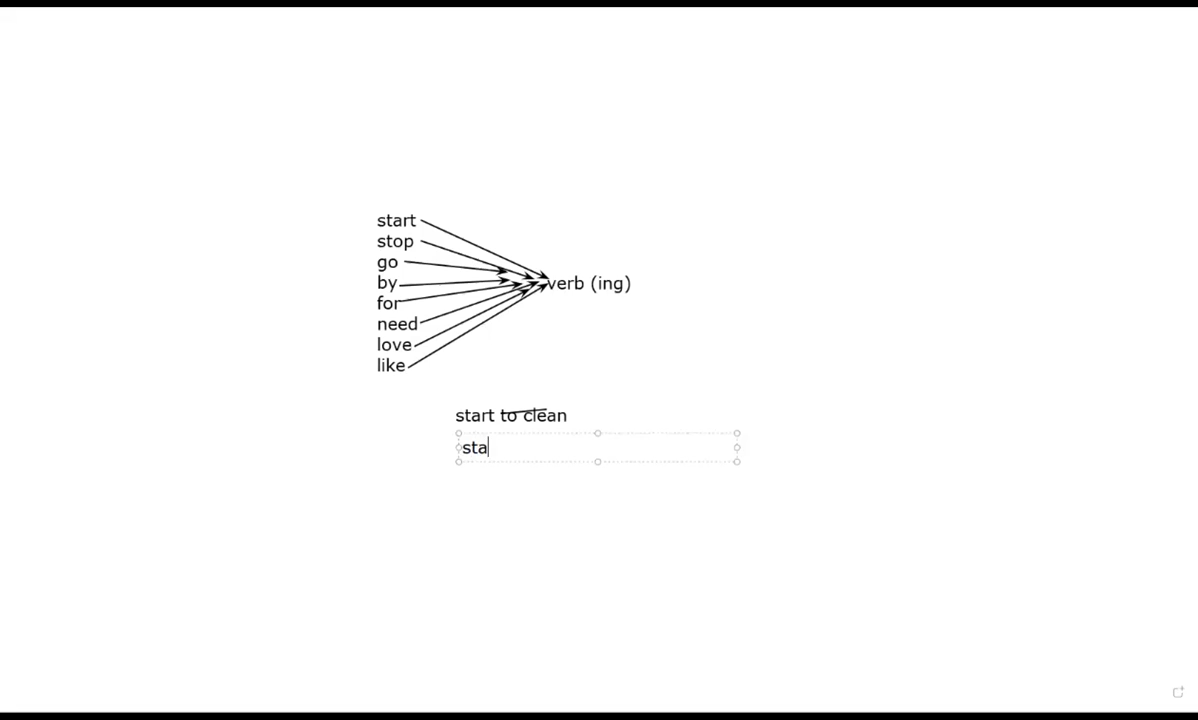 start
stop
go
by
for
need
love
like
verb (ing)
start to clean
sta